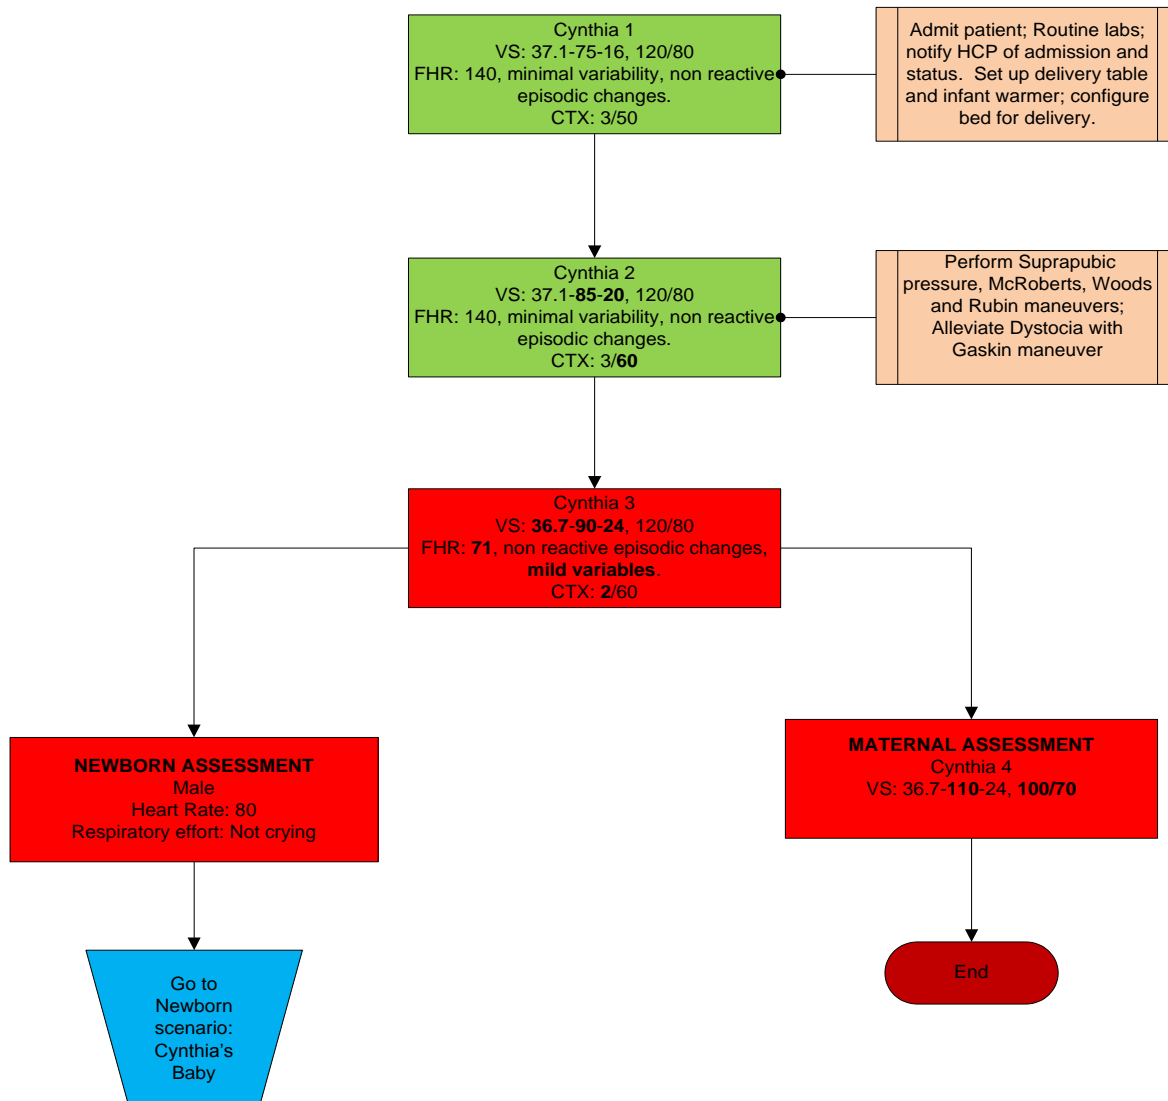 Cynthia 1
VS: 37.1-75-16, 120/80
FHR: 140, minimal variability, non reactive
episodic changes.
CTX: 3/50
Admit patient; Routine labs;
notify HCP of admission and
status.  Set up delivery table
and infant warmer; configure
bed for delivery.
Cynthia 2
VS: 37.1-85-20, 120/80
FHR: 140, minimal variability, non reactive
episodic changes.
CTX: 3/60
Perform Suprapubic
pressure, McRoberts, Woods
and Rubin maneuvers;
Alleviate Dystocia with
Gaskin maneuver
Cynthia 3
VS: 36.7-90-24, 120/80
FHR: 71, non reactive episodic changes,
mild variables.
CTX: 2/60
NEWBORN ASSESSMENT
Male
Heart Rate: 80
Respiratory effort: Not crying
MATERNAL ASSESSMENT
Cynthia 4
VS: 36.7-110-24, 100/70
Go to
Newborn
scenario:
Cynthia’s
Baby
End